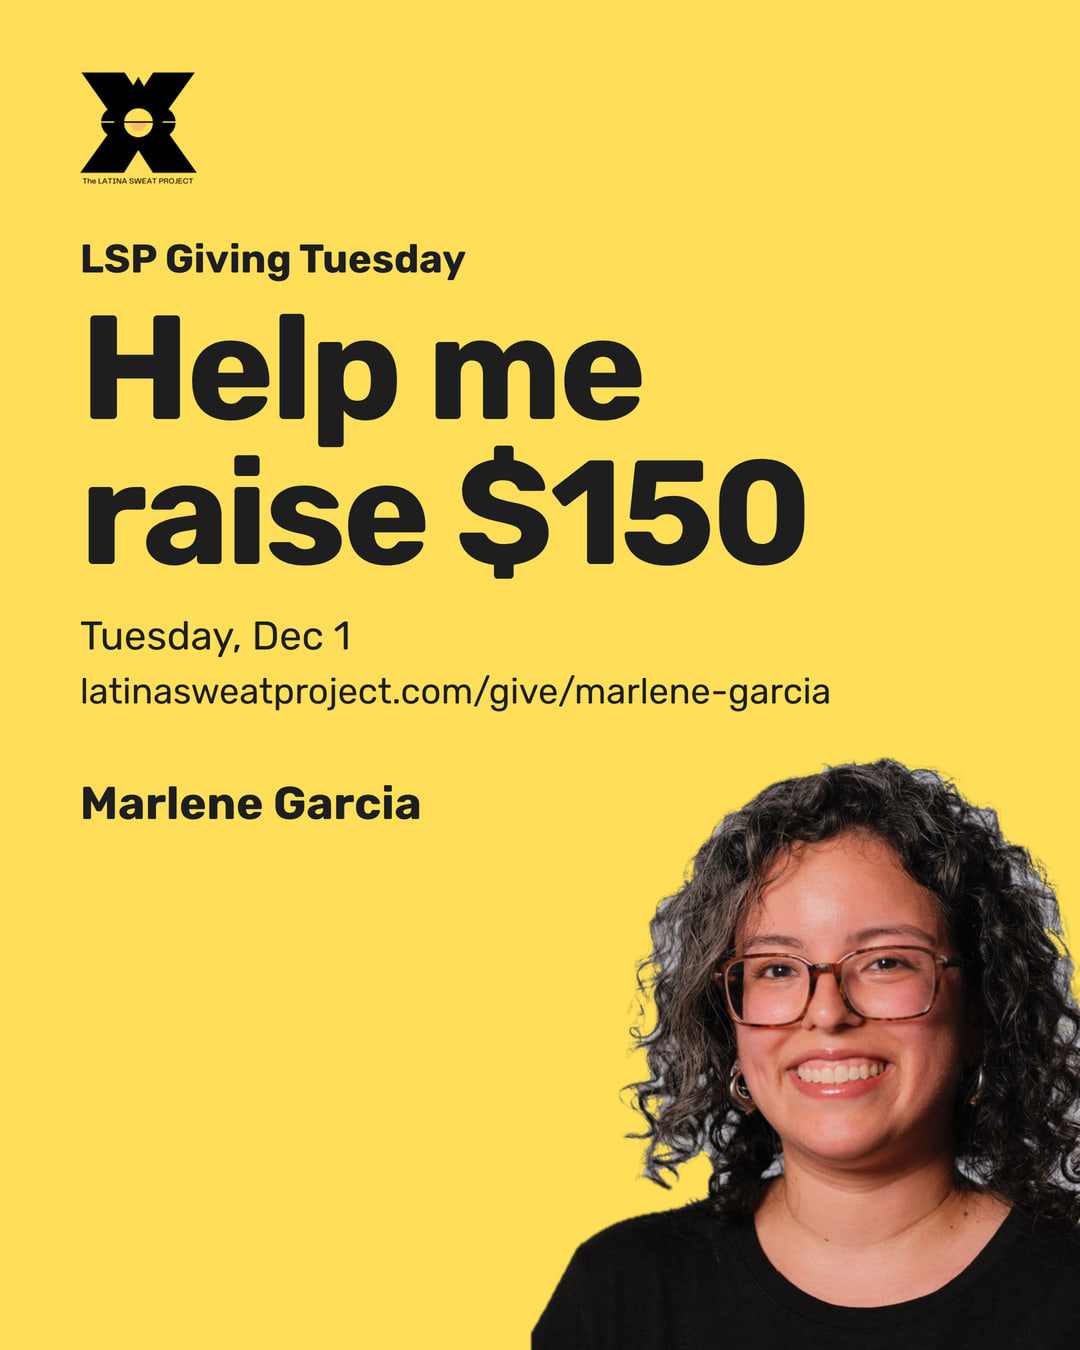 The LATINA SWEAT PROJECT
LSP Giving Tuesday
Help me
raise $150
Tuesday, Dec 1
latinasweatproject.com/give/marlene-garcia
Marlene Garcia